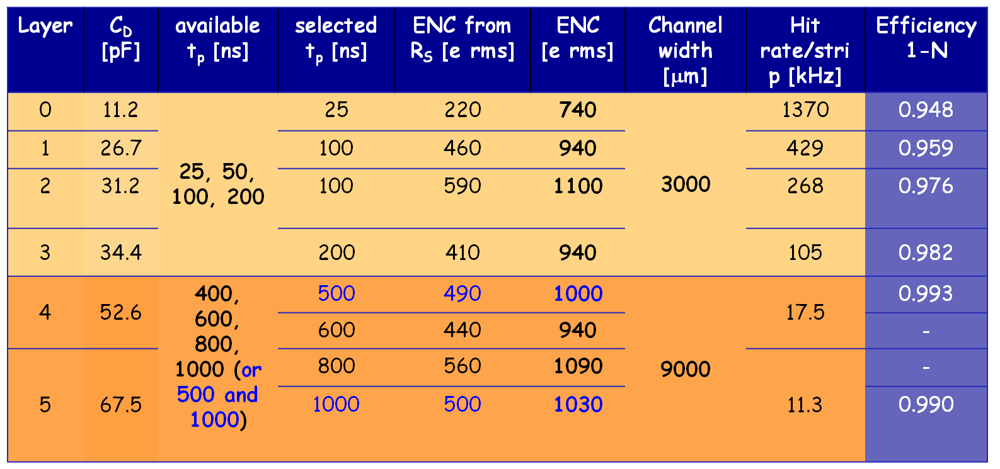 Layer
C_D
[pF]
available
t_p [ns]
selected
t_p [ns]
ENC from
R_S [e rms]
ENC
[e rms]
Channel
width
[μm]
Hit
rate/stri
p [kHz]
Efficiency
1-N
0
11.2
25, 50,
100, 200
25
220
740
3000
1370
0.948
1
26.7
100
460
940
429
0.959
2
31.2
100
590
1100
268
0.976
3
34.4
200
410
940
105
0.982
4
52.6
400,
600,
800,
1000 (or
500 and
1000)
500
490
1000
9000
17.5
0.993
600
440
940
-
5
67.5
800
560
1090
11.3
-
1000
500
1030
0.990